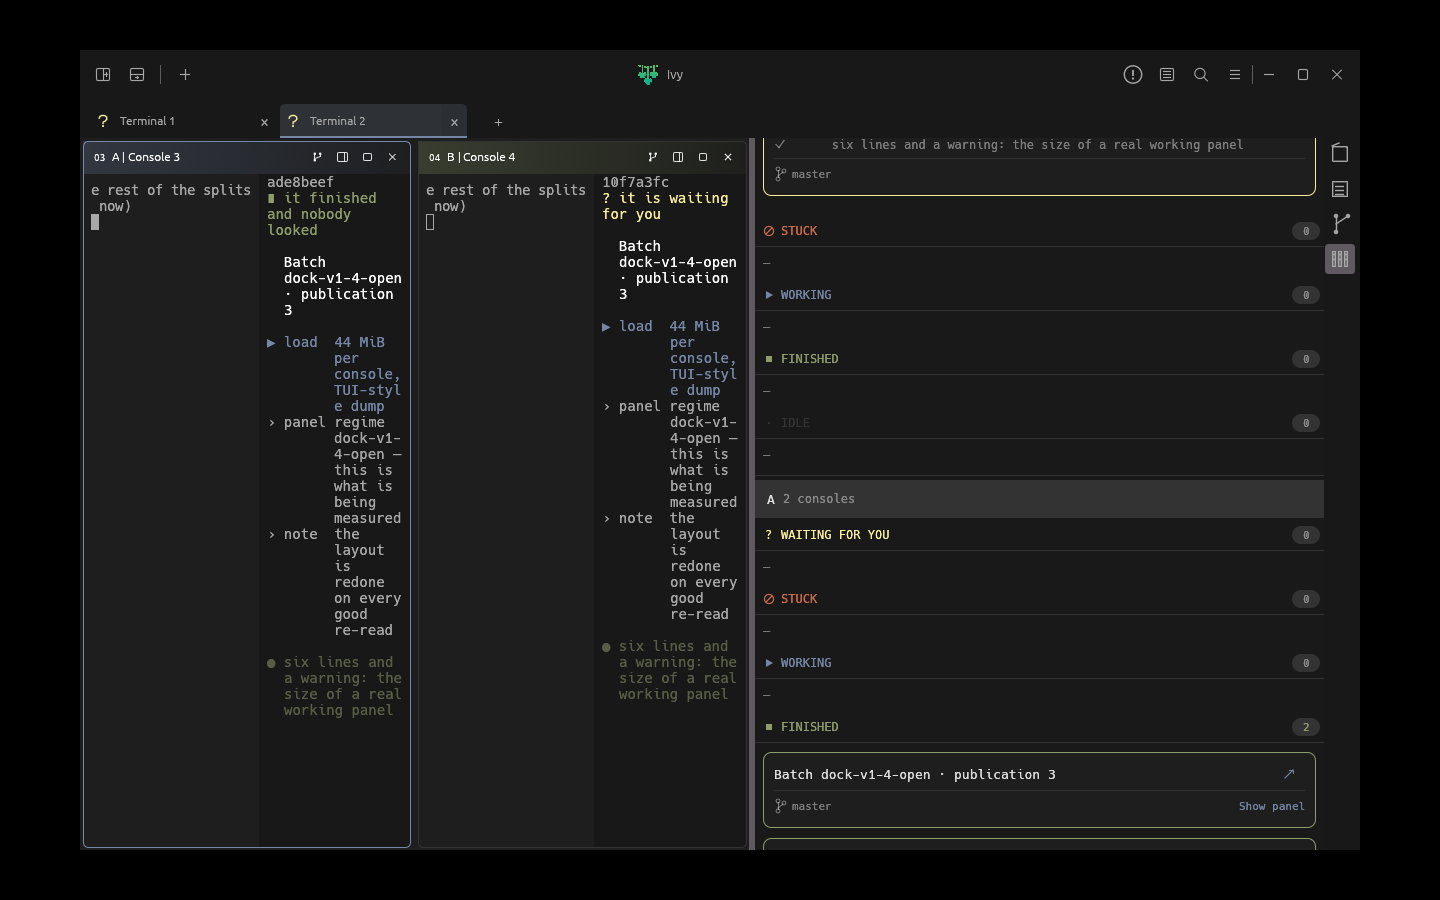 Ivy
? Terminal 1 ×
? Terminal 2 ×
+
03 A | Console 3
e rest of the splits
now)
ade8beef
it finished
and nobody
looked
Batch
dock-v1-4-open
· publication
3
▶ load 44 MiB
per
console,
TUI-styl
e dump
› panel regime
dock-v1-
4-open —
this is
what is
being
measured
› note the
layout
is
redone
on every
good
re-read
● six lines and
a warning: the
size of a real
working panel
04 B | Console 4
e rest of the splits
now)
10f7a3fc
? it is waiting
for you
Batch
dock-v1-4-open
· publication
3
▶ load 44 MiB
per
console,
TUI-styl
e dump
› panel regime
dock-v1-
4-open —
this is
what is
being
measured
› note the
layout
is
redone
on every
good
re-read
● six lines and
a warning: the
size of a real
working panel
✓ six lines and a warning: the size of a real working panel
master
STUCK 0
—
▶ WORKING 0
—
■ FINISHED 0
—
· IDLE 0
—
A 2 consoles
? WAITING FOR YOU 0
—
STUCK 0
—
▶ WORKING 0
—
■ FINISHED 2
Batch dock-v1-4-open · publication 3 ↗
master Show panel